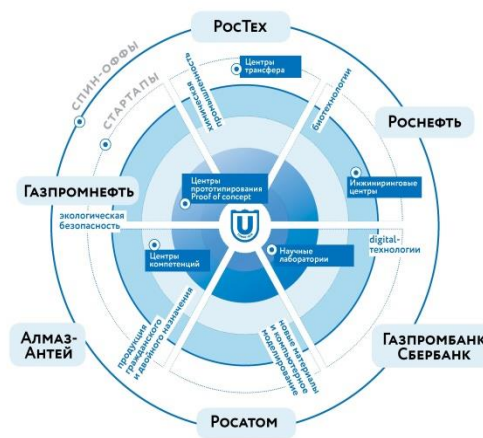 РосТех
СПИН-ОФФЫ
СТАРТАПЫ
химическая
промышленность
Центры
трансфера
биотехнологии
Роснефть
Газпромнефть
Центры
прототипирования
Proof of concept
Инжиниринговые
центры
экологическая
безопасность
U
digital-
технологии
Центры
компетенций
Научные
лаборатории
продукция
гражданского
и двойного назначения
новые материалы
и компьютерное
моделирование
Алмаз-
Антей
Газпромбанк
Сбербанк
Росатом